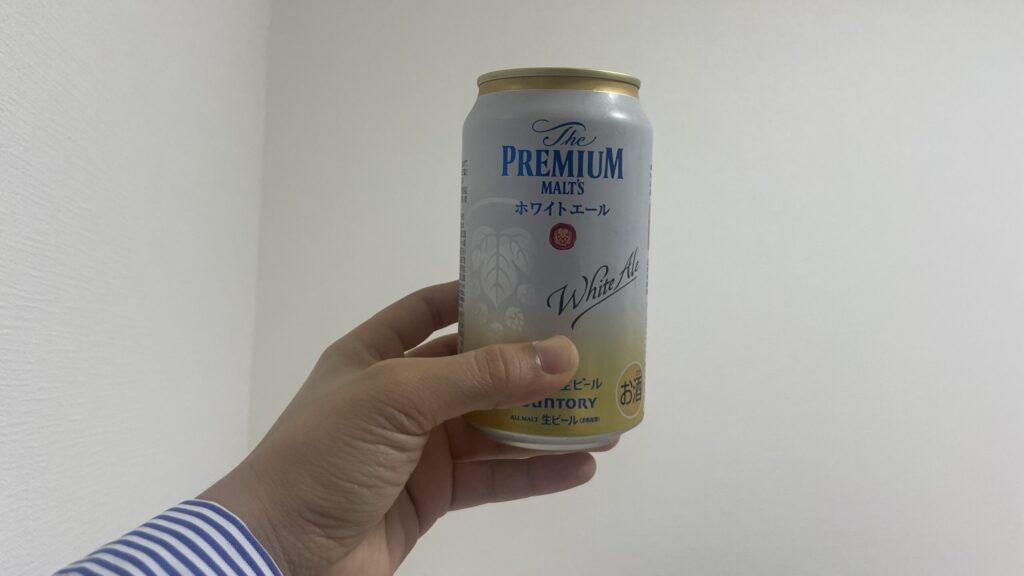 The
PREMIUM
MALT'S
ホワイトエール
White Ale
生ビール
SUNTORY
ALL MALT 生ビール
お酒